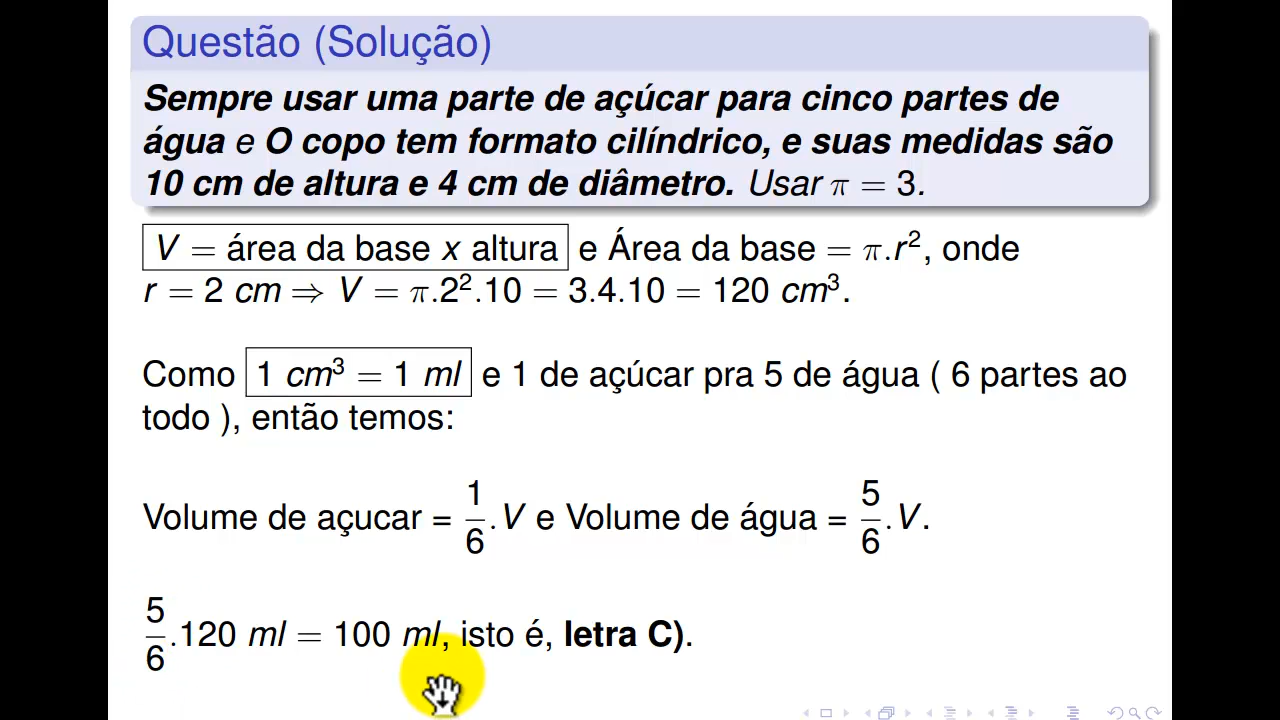 Questão (Solução)
Sempre usar uma parte de açúcar para cinco partes de
água e O copo tem formato cilíndrico, e suas medidas são
10 cm de altura e 4 cm de diâmetro. Usar π = 3.
V = área da base x altura e Área da base = π.r², onde
r = 2 cm ⇒ V = π.2².10 = 3.4.10 = 120 cm³.
Como 1 cm³ = 1 ml e 1 de açúcar pra 5 de água ( 6 partes ao
todo ), então temos:
Volume de açucar = 1/6 .V e Volume de água = 5/6 .V.
5/6 .120 ml = 100 ml, isto é, letra C).